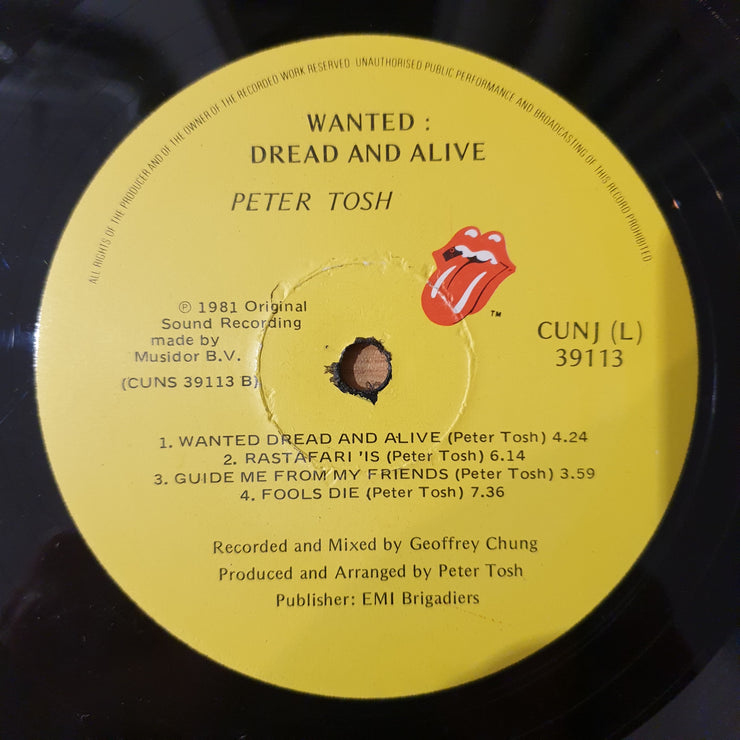 ALL RIGHTS OF THE PRODUCER AND OF THE OWNER OF THE RECORDED WORK RESERVED UNAUTHORISED PUBLIC PERFORMANCE AND BROADCASTING OF THIS RECORD PROHIBITED
WANTED :
DREAD AND ALIVE
PETER TOSH
TM
℗ 1981 Original
Sound Recording
made by
Musidor B.V.
(CUNS 39113 B)
CUNJ (L)
39113
1. WANTED DREAD AND ALIVE (Peter Tosh) 4.24
2. RASTAFARI 'IS (Peter Tosh) 6.14
3. GUIDE ME FROM MY FRIENDS (Peter Tosh) 3.59
4. FOOLS DIE (Peter Tosh) 7.36
Recorded and Mixed by Geoffrey Chung
Produced and Arranged by Peter Tosh
Publisher: EMI Brigadiers